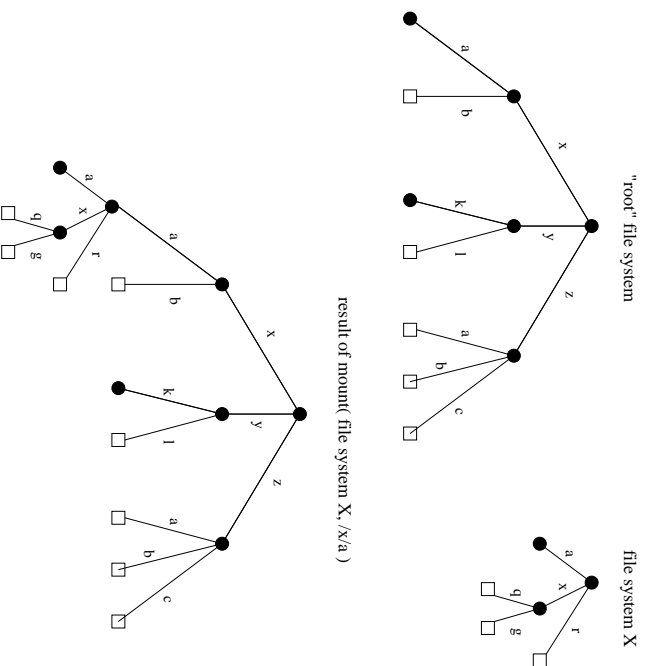 "root" file system
file system X
x y z
a x r
a b k l a b c
q g
result of mount( file system X, /x/a )
x y z
a b k l a b c
a x r
q g